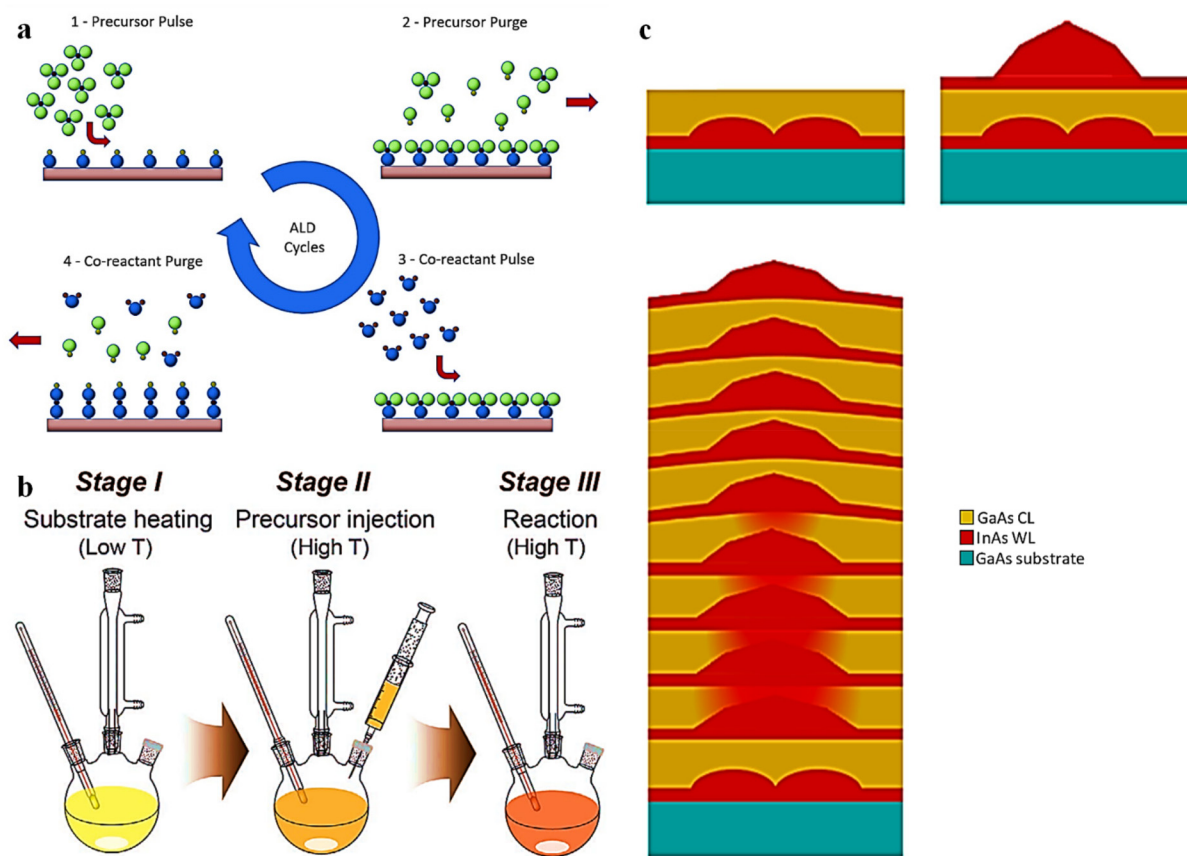 a
1 - Precursor Pulse
2 - Precursor Purge
ALD
Cycles
4 - Co-reactant Purge
3 - Co-reactant Pulse
b
Stage I
Substrate heating
(Low T)
Stage II
Precursor injection
(High T)
Stage III
Reaction
(High T)
c
GaAs CL
InAs WL
GaAs substrate